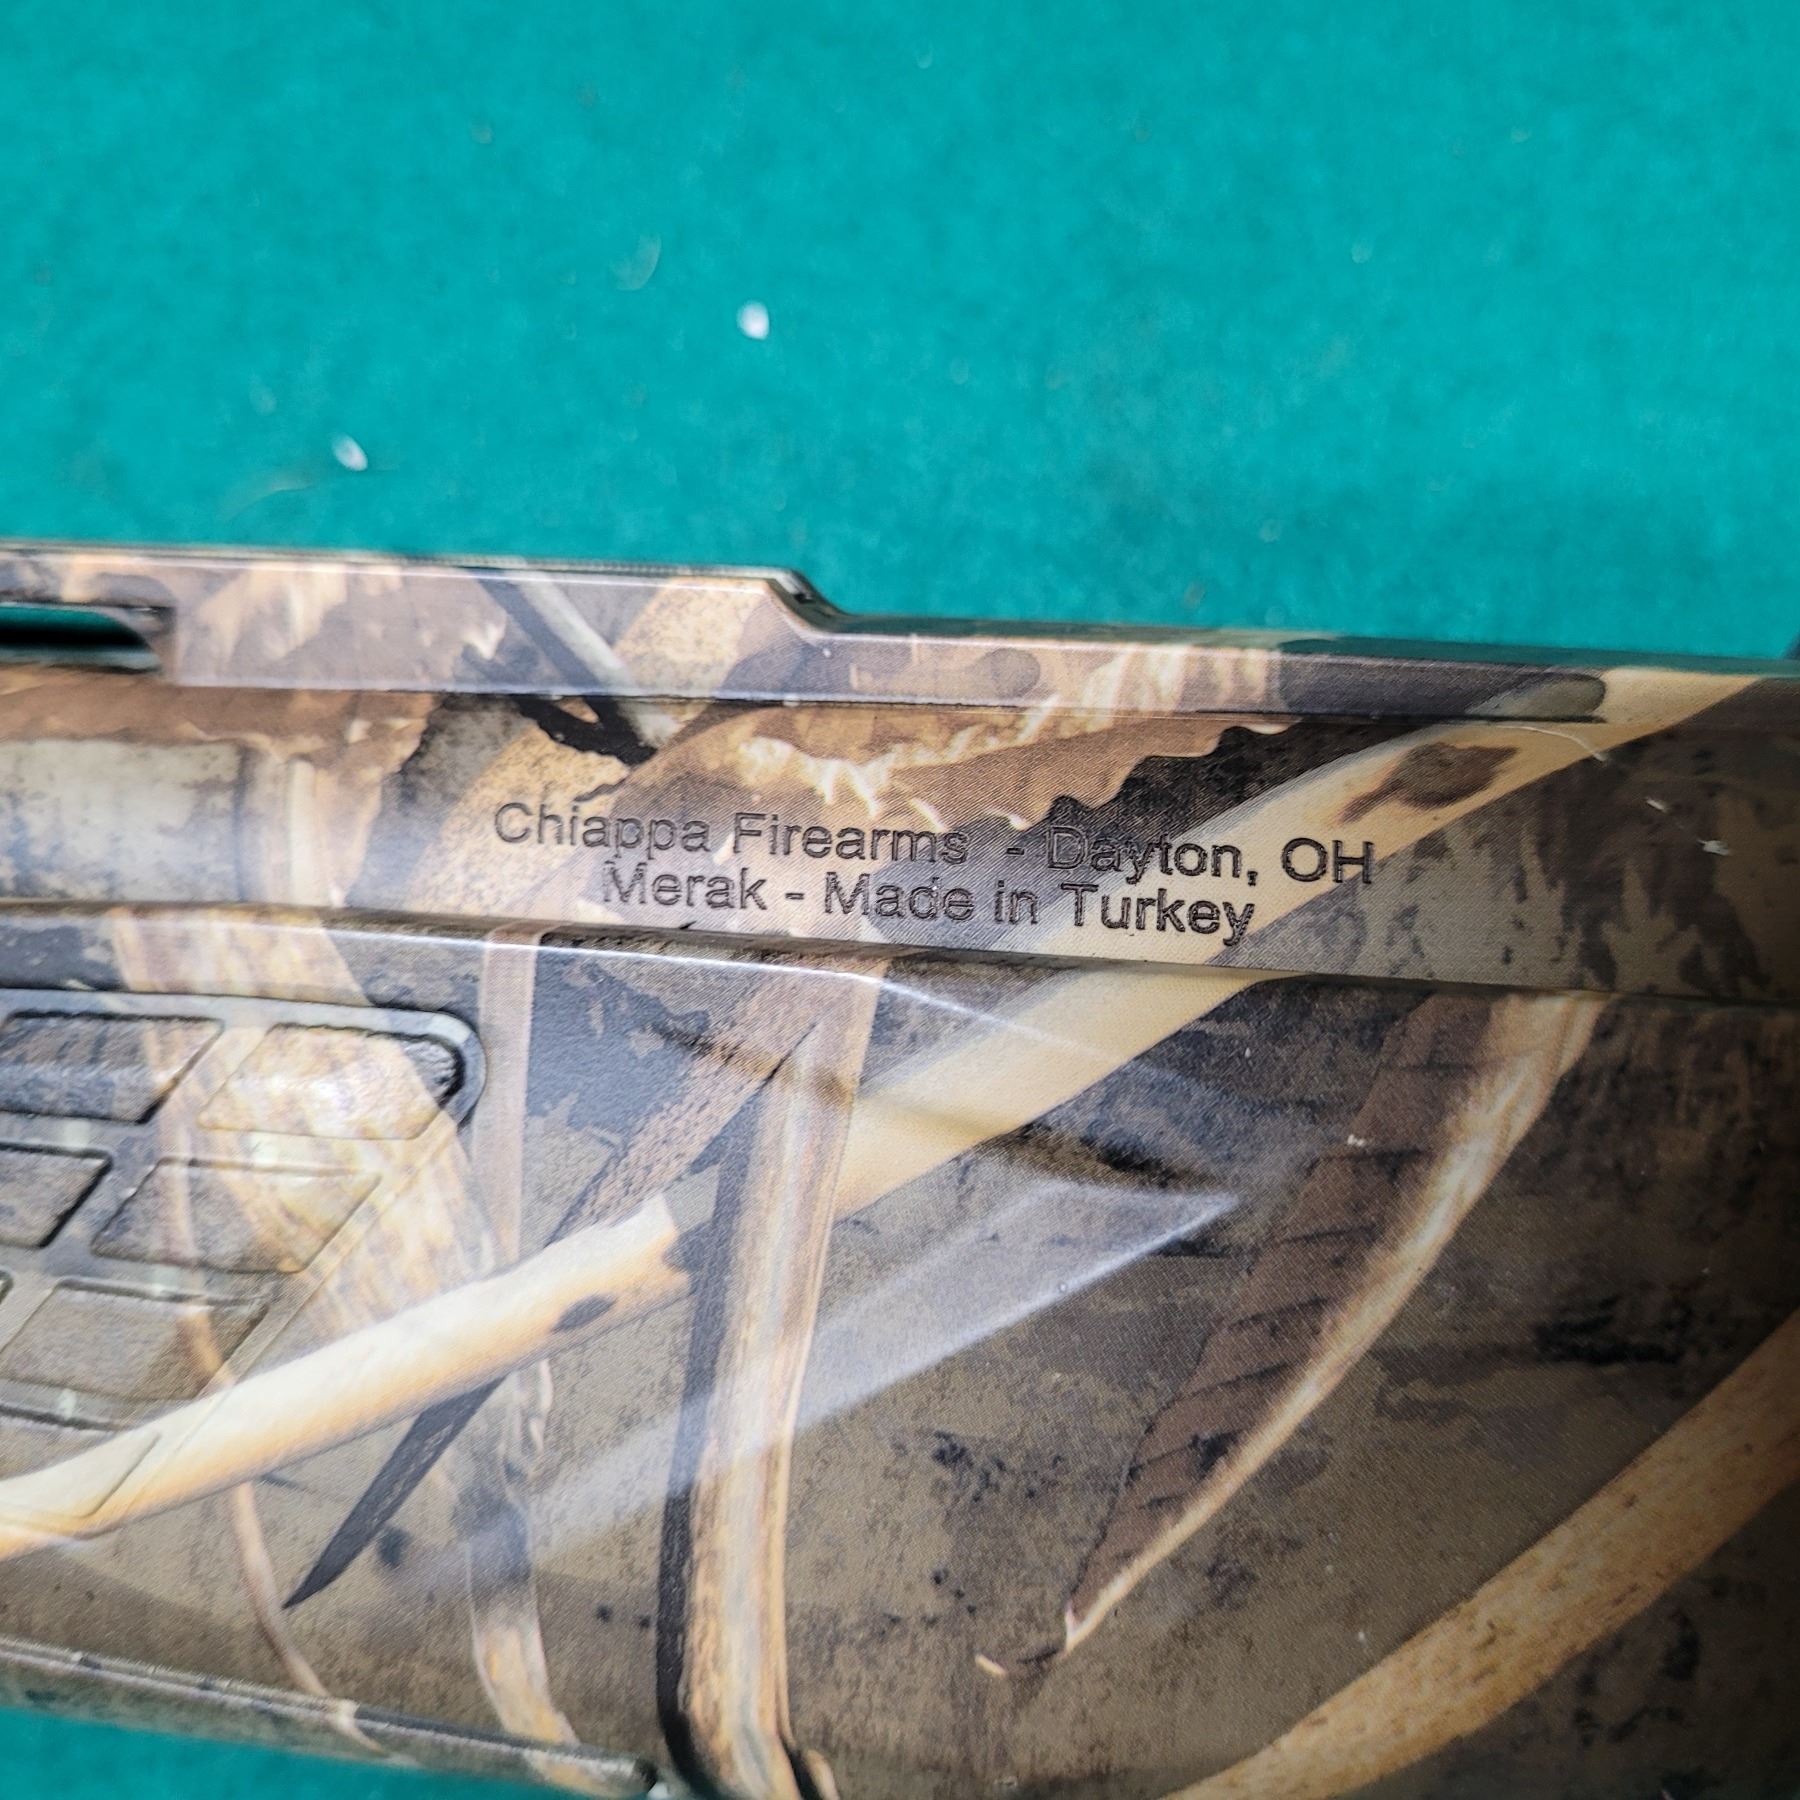 Chiappa Firearms - Dayton, OH
Merak - Made in Turkey